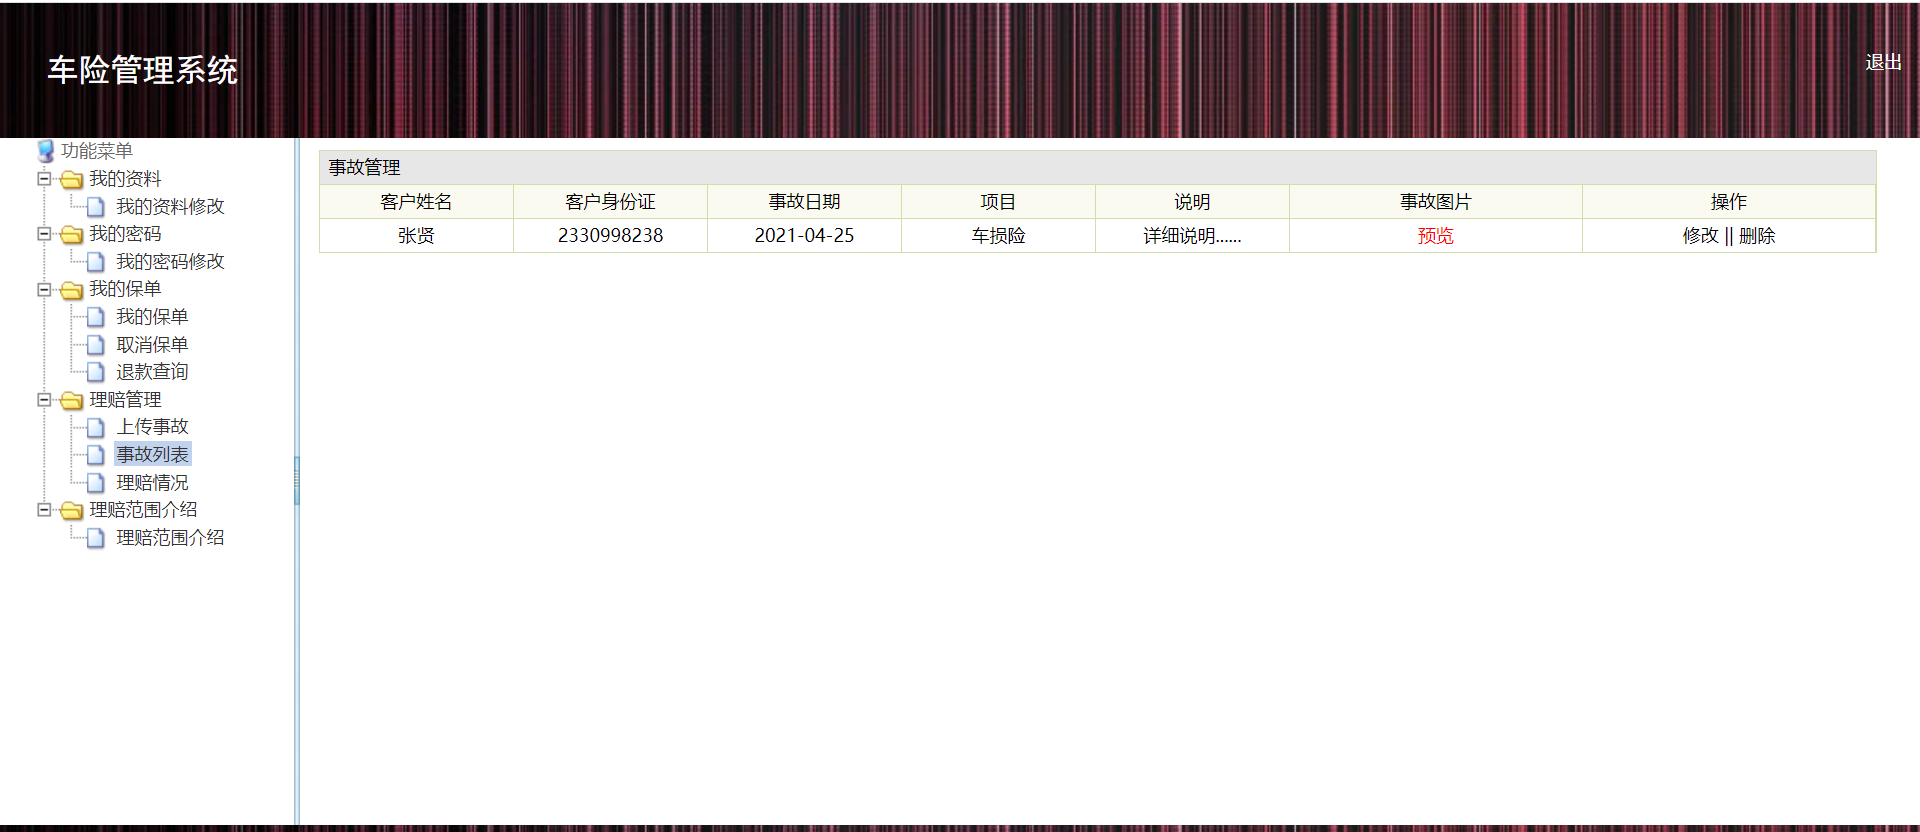 车险管理系统
退出
功能菜单
我的资料
我的资料修改
我的密码
我的密码修改
我的保单
我的保单
取消保单
退款查询
理赔管理
上传事故
事故列表
理赔情况
理赔范围介绍
理赔范围介绍
事故管理
客户姓名 客户身份证 事故日期 项目 说明 事故图片 操作
张贤 2330998238 2021-04-25 车损险 详细说明...... 预览 修改 || 删除